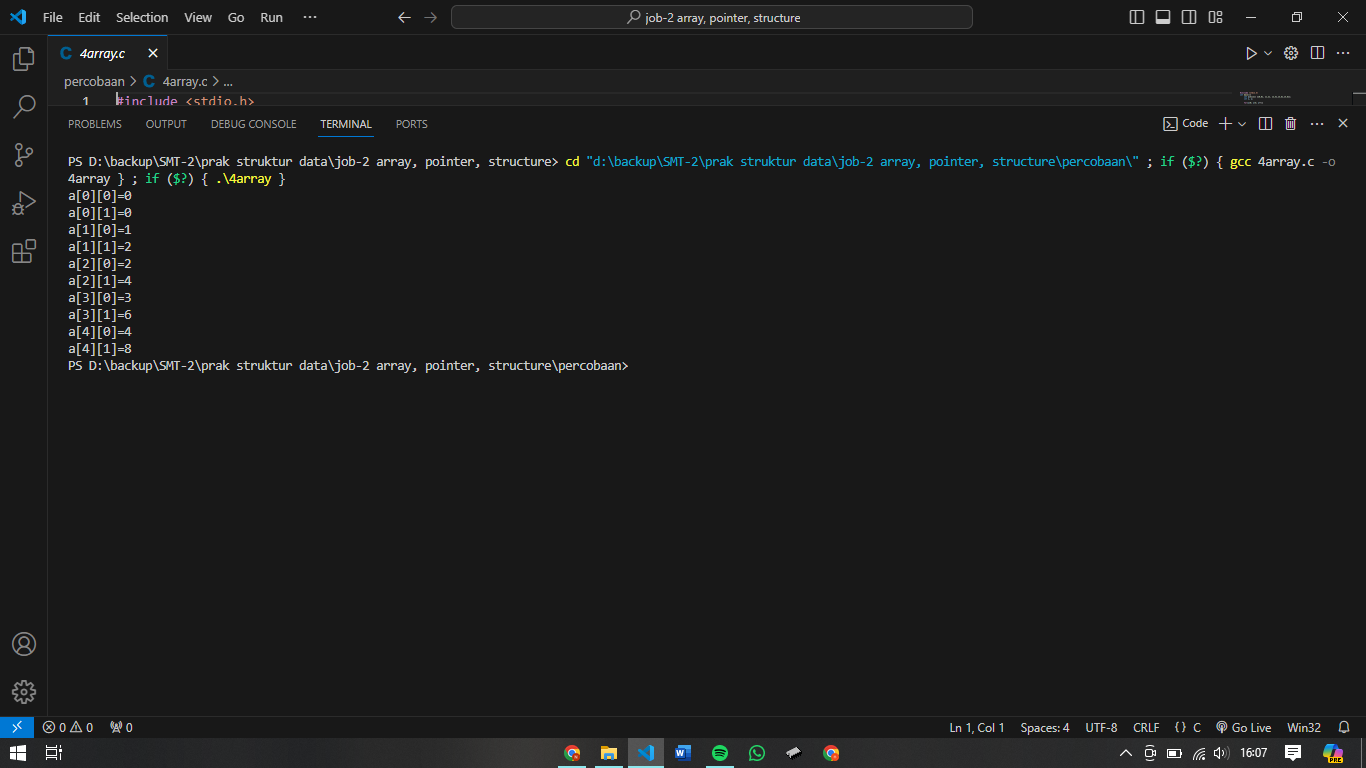 File Edit Selection View Go Run ··· job-2 array, pointer, structure
C 4array.c
percobaan > C 4array.c > ...
1 #include <stdio.h>
PROBLEMS OUTPUT DEBUG CONSOLE TERMINAL PORTS Code
PS D:\backup\SMT-2\prak struktur data\job-2 array, pointer, structure> cd "d:\backup\SMT-2\prak struktur data\job-2 array, pointer, structure\percobaan\" ; if ($?) { gcc 4array.c -o
4array } ; if ($?) { .\4array }
a[0][0]=0
a[0][1]=0
a[1][0]=1
a[1][1]=2
a[2][0]=2
a[2][1]=4
a[3][0]=3
a[3][1]=6
a[4][0]=4
a[4][1]=8
PS D:\backup\SMT-2\prak struktur data\job-2 array, pointer, structure\percobaan>
0 0 0 Ln 1, Col 1 Spaces: 4 UTF-8 CRLF {} C Go Live Win32
W 16:07 PRE